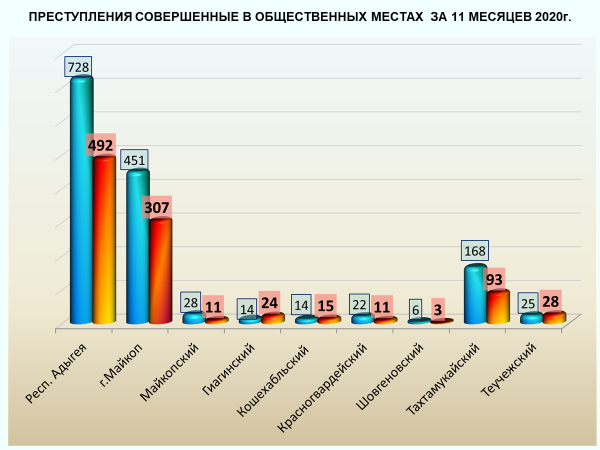 ПРЕСТУПЛЕНИЯ СОВЕРШЕННЫЕ В ОБЩЕСТВЕННЫХ МЕСТАХ ЗА 11 МЕСЯЦЕВ 2020г.
728
492
451
307
28
11
14
24
14
15
22
11
6
3
168
93
25
28
Респ. Адыгея
г.Майкоп
Майкопский
Гиагинский
Кошехабльский
Красногвардейский
Шовгеновский
Тахтамукайский
Теучежский